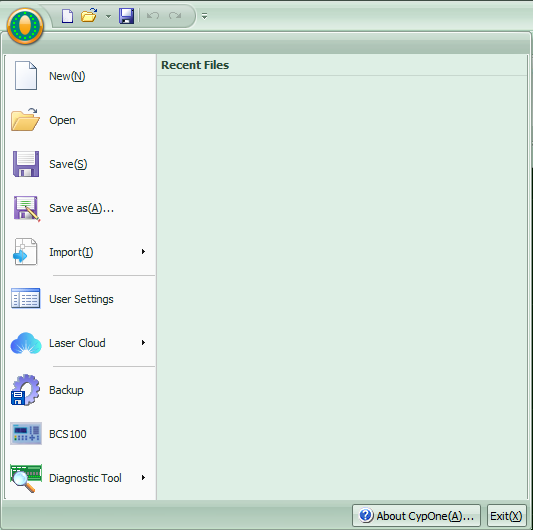 Recent Files
New(N)
Open
Save(S)
Save as(A)...
Import(I)
User Settings
Laser Cloud
Backup
BCS100
Diagnostic Tool
? About CypOne(A)...
Exit(X)